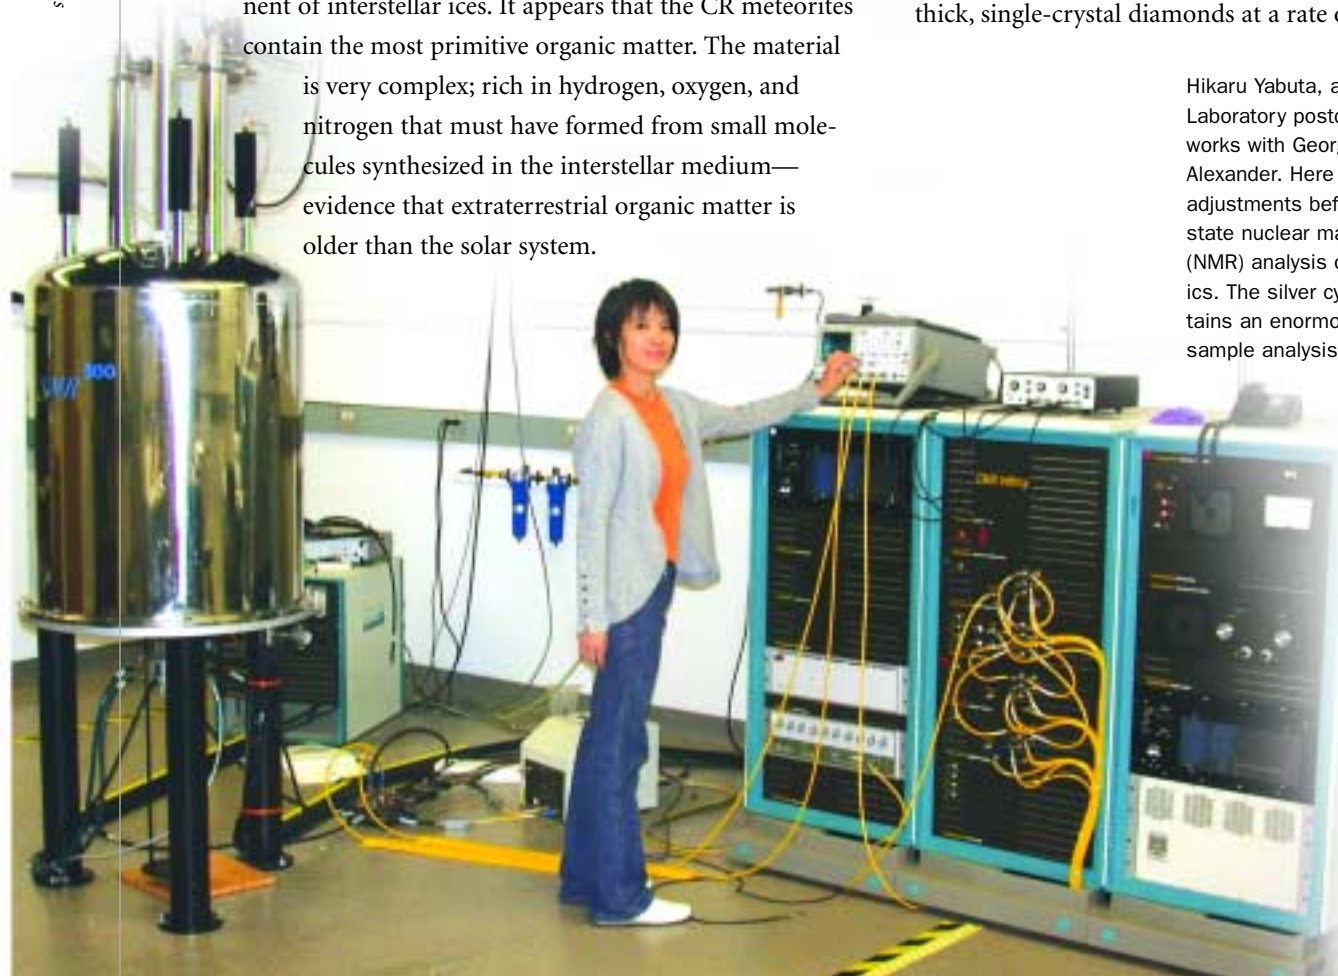 nent of interstellar ices. It appears that the CR meteorites
contain the most primitive organic matter. The material
is very complex; rich in hydrogen, oxygen, and
nitrogen that must have formed from small mole-
cules synthesized in the interstellar medium—
evidence that extraterrestrial organic matter is
older than the solar system.
thick, single-crystal diamonds at a rate
Hikaru Yabuta, a
Laboratory postd
works with Georg
Alexander. Here
adjustments bef
state nuclear ma
(NMR) analysis
ics. The silver cy
tains an enormo
sample analysis
300